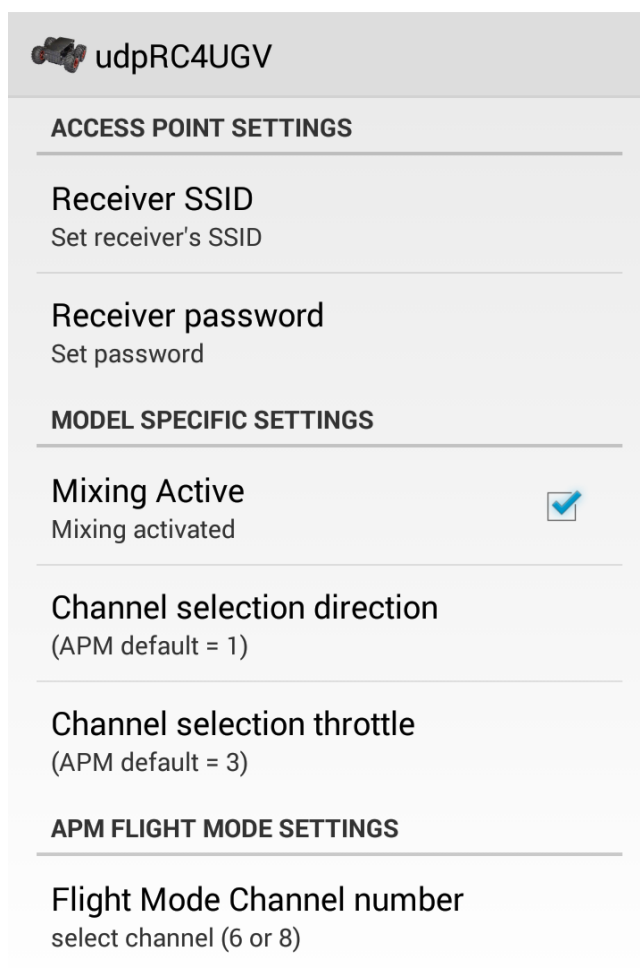 udpRC4UGV
ACCESS POINT SETTINGS
Receiver SSID
Set receiver's SSID
Receiver password
Set password
MODEL SPECIFIC SETTINGS
Mixing Active
Mixing activated
Channel selection direction
(APM default = 1)
Channel selection throttle
(APM default = 3)
APM FLIGHT MODE SETTINGS
Flight Mode Channel number
select channel (6 or 8)